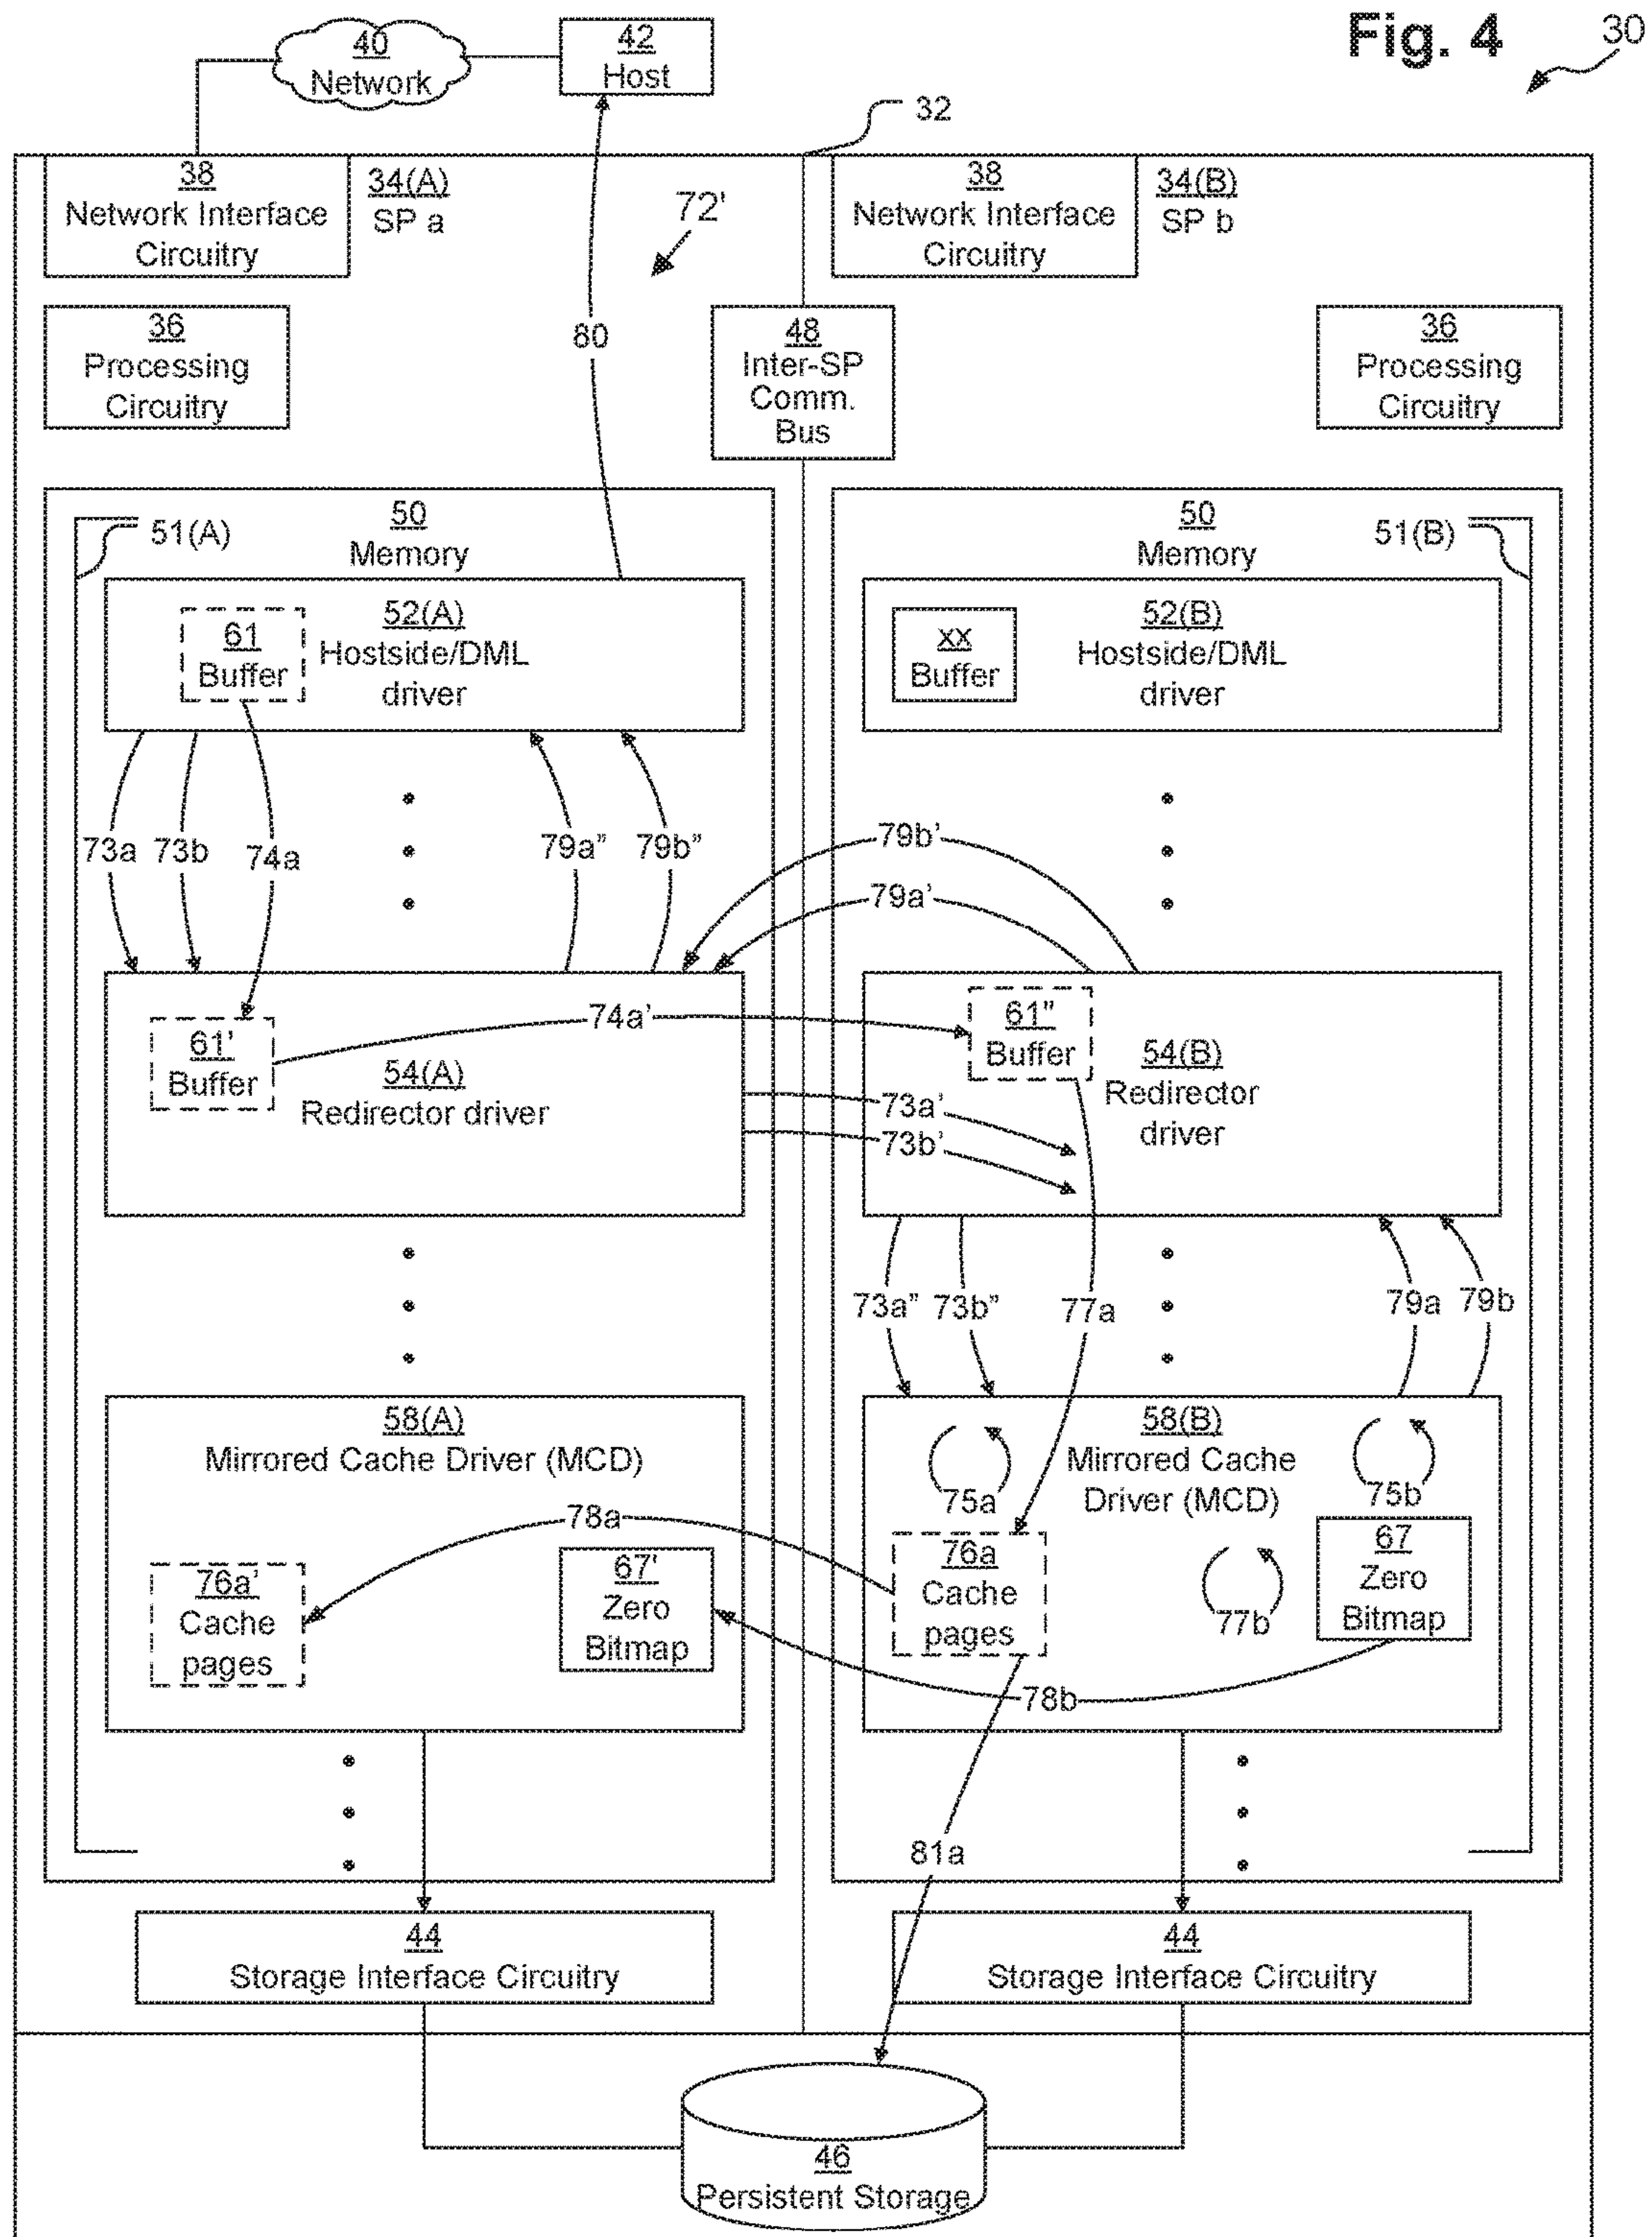 Fig. 4
30
40
Network
42
Host
32
38
Network Interface
Circuitry
34(A)
SP a
72'
38
Network Interface
Circuitry
34(B)
SP b
36
Processing
Circuitry
80
48
Inter-SP
Comm.
Bus
36
Processing
Circuitry
51(A)
50
Memory
50
Memory
51(B)
61
Buffer
52(A)
Hostside/DML
driver
xx
Buffer
52(B)
Hostside/DML
driver
73a
73b
74a
79a”
79b”
79b’
79a’
61'
Buffer
54(A)
Redirector driver
74a’
61"
Buffer
54(B)
Redirector
driver
73a’
73b’
73a”
73b”
77a
79a
79b
58(A)
Mirrored Cache Driver (MCD)
58(B)
Mirrored Cache
Driver (MCD)
75a
75b
78a
76a’
Cache
pages
67'
Zero
Bitmap
76a
Cache
pages
77b
67
Zero
Bitmap
78b
81a
44
Storage Interface Circuitry
44
Storage Interface Circuitry
46
Persistent Storage